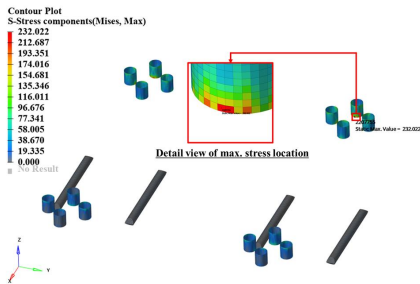 Contour Plot
S-Stress components(Mises, Max)
232.022
212.687
193.351
174.016
154.681
135.346
116.011
96.676
77.341
58.005
38.670
19.335
0.000
No Result
Max. Value = 232.022
Detail view of max. stress location
Z
Y
X